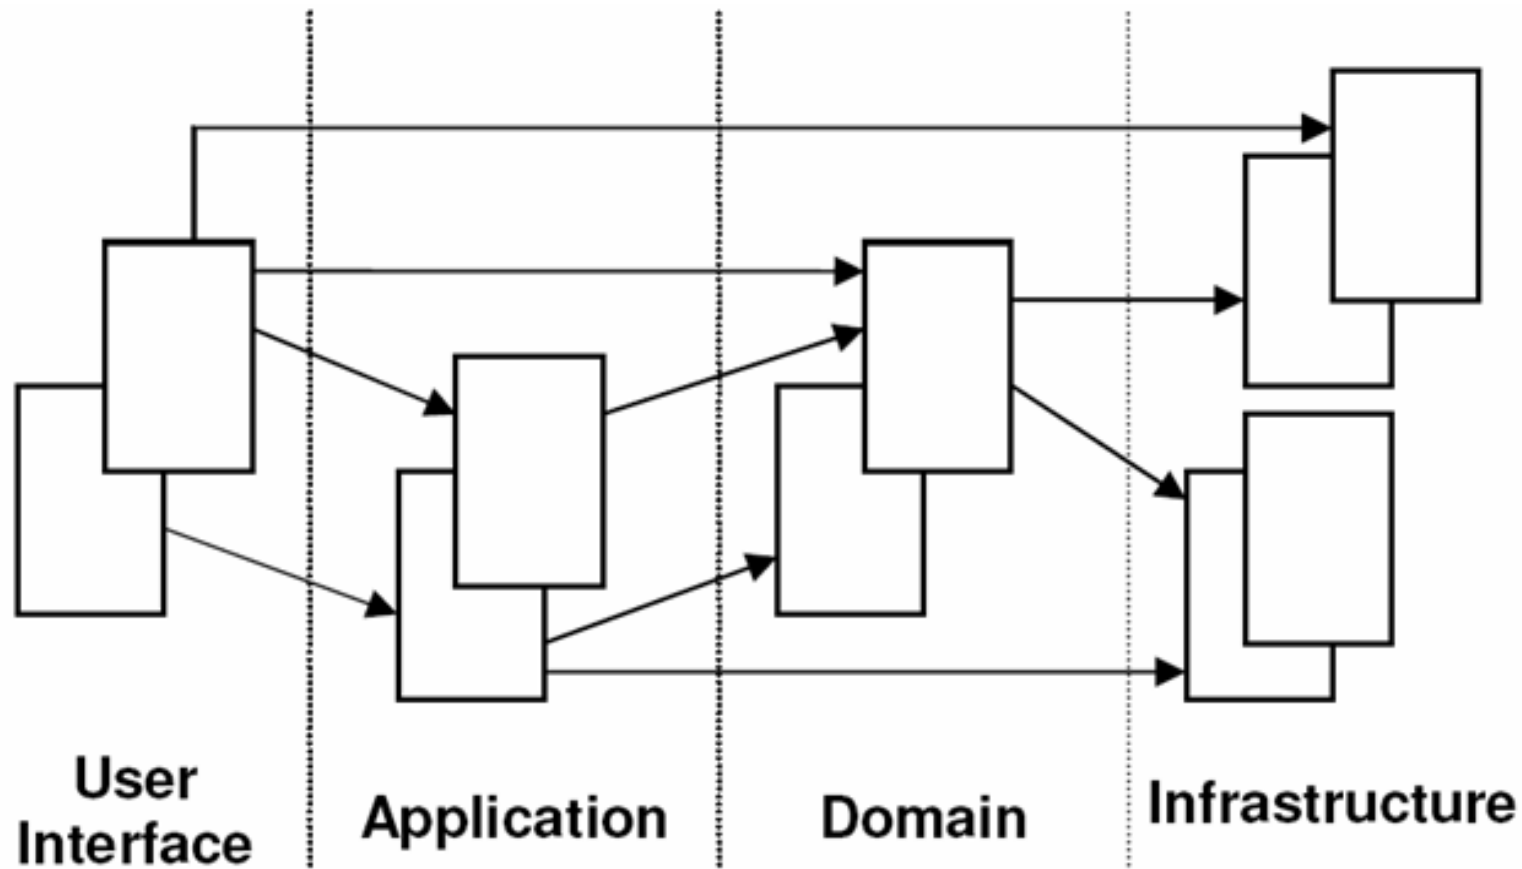 User
Interface
Application
Domain
Infrastructure